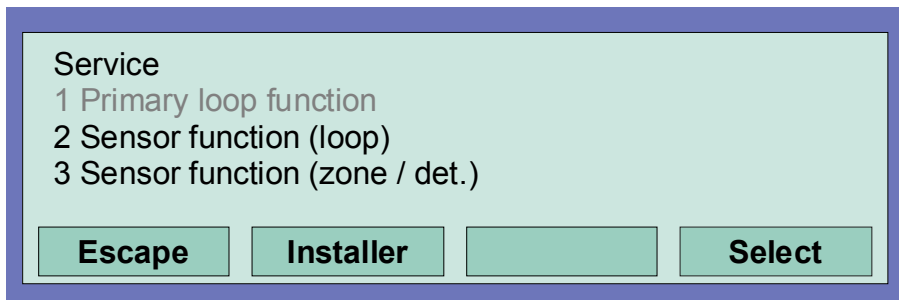 Service
1 Primary loop function
2 Sensor function (loop)
3 Sensor function (zone / det.)
Escape Installer Select